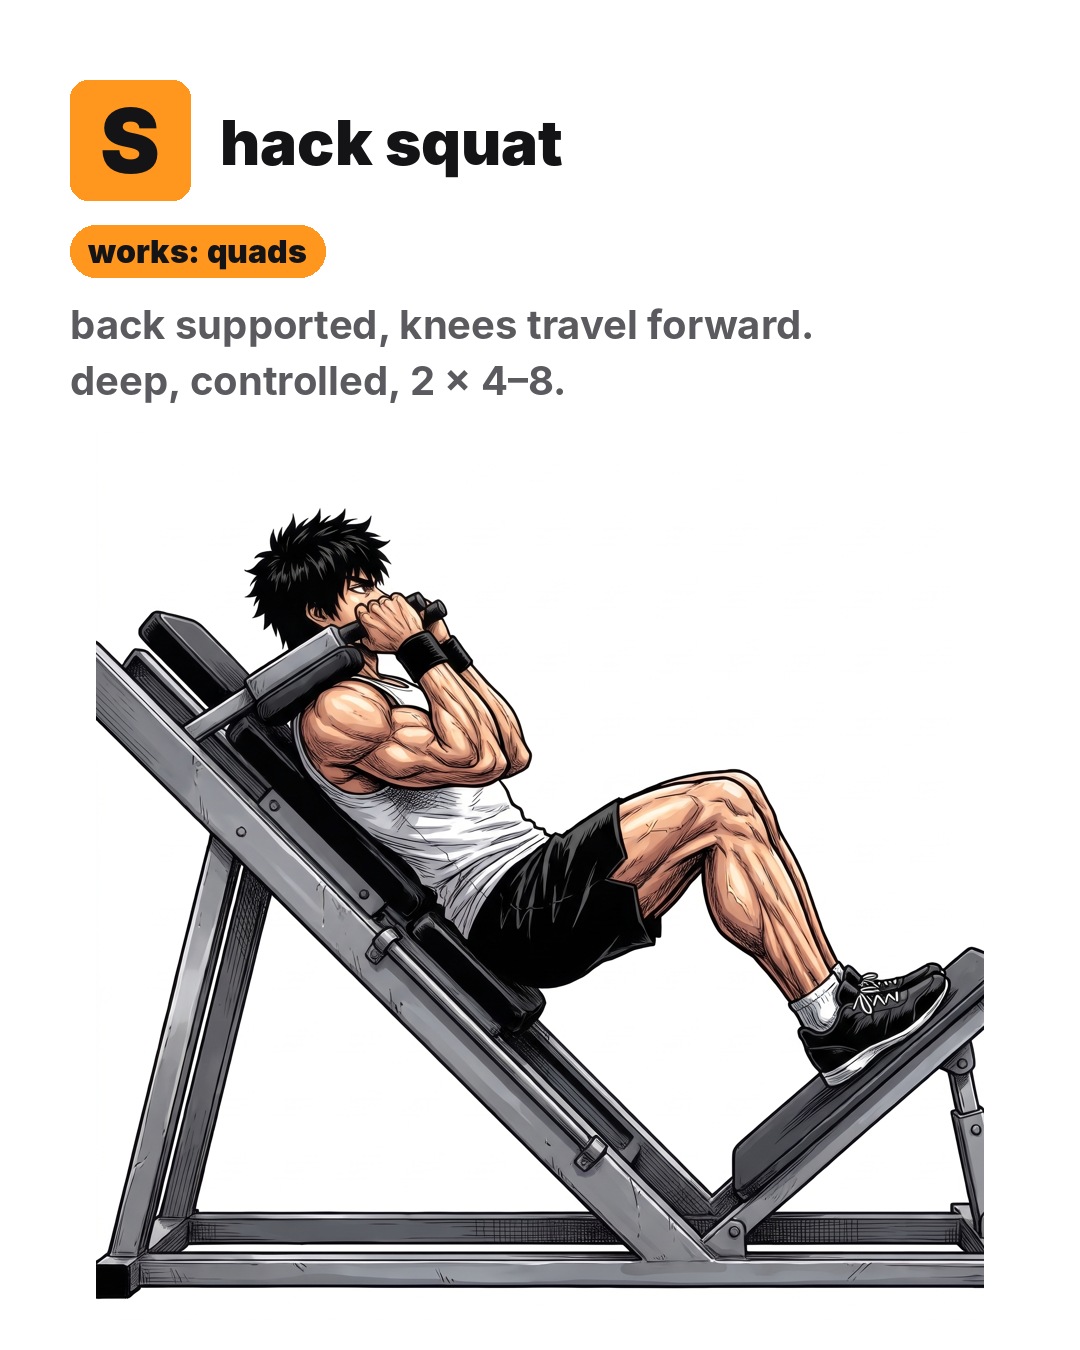 S hack squat
works: quads
back supported, knees travel forward.
deep, controlled, 2 × 4–8.